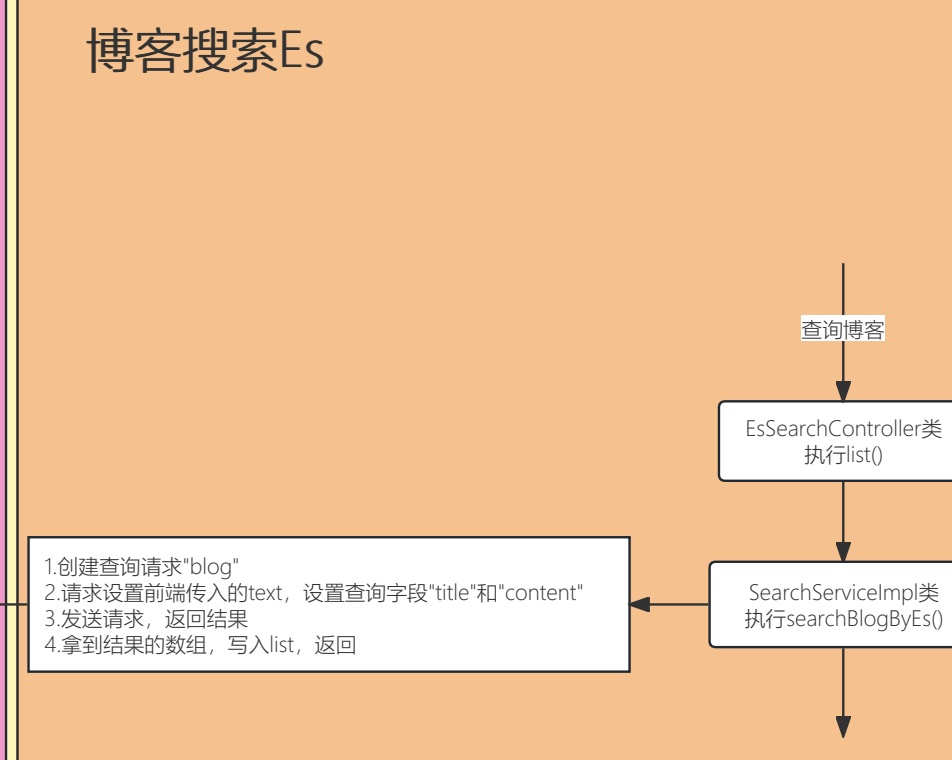 博客搜索Es
查询博客
EsSearchController类
执行list()
1.创建查询请求"blog"
2.请求设置前端传入的text，设置查询字段"title"和"content"
3.发送请求，返回结果
4.拿到结果的数组，写入list，返回
SearchServiceImpl类
执行searchBlogByEs()